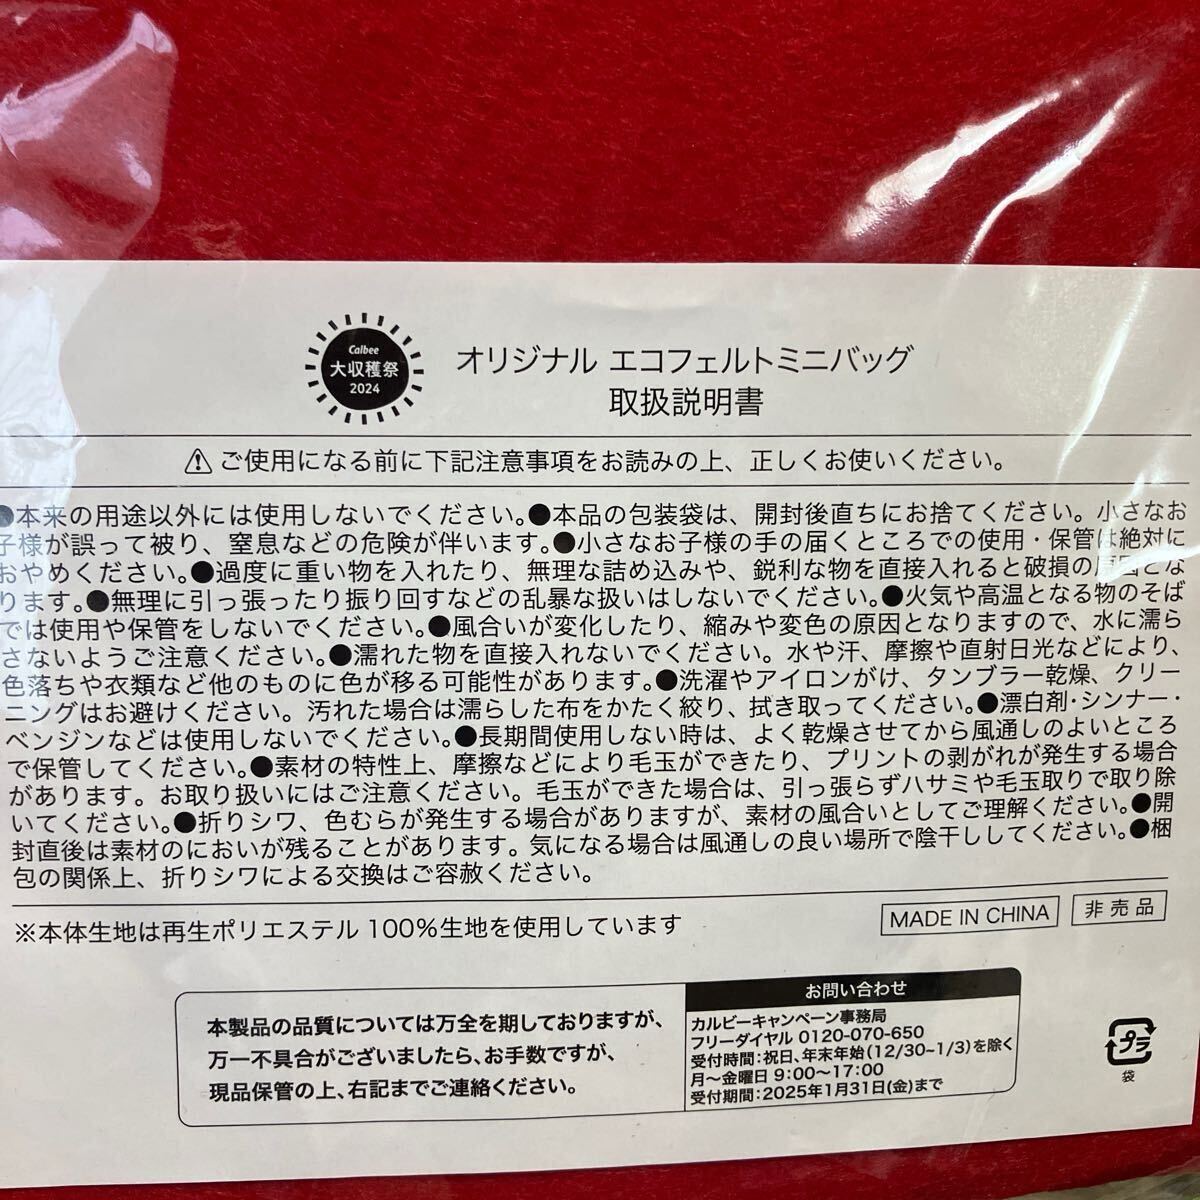 Calbee
大収穫祭
2024
オリジナル エコフェルトミニバッグ
取扱説明書
ご使用になる前に下記注意事項をお読みの上、正しくお使いください。
●本来の用途以外には使用しないでください。●本品の包装袋は、開封後直ちにお捨てください。小さなお
子様が誤って被り、窒息などの危険が伴います。●小さなお子様の手の届くところでの使用・保管は絶対に
おやめください。●過度に重い物を入れたり、無理な詰め込みや、鋭利な物を直接入れると破損の原因とな
ります。●無理に引っ張ったり振り回すなどの乱暴な扱いはしないでください。●火気や高温となる物のそば
では使用や保管をしないでください。●風合いが変化したり、縮みや変色の原因となりますので、水に濡ら
さないようご注意ください。●濡れた物を直接入れないでください。水や汗、摩擦や直射日光などにより、
色落ちや衣類など他のものに色が移る可能性があります。●洗濯やアイロンがけ、タンブラー乾燥、クリー
ニングはお避けください。汚れた場合は濡らした布をかたく絞り、拭き取ってください。●漂白剤・シンナー・
ベンジンなどは使用しないでください。●長期間使用しない時は、よく乾燥させてから風通しのよいところ
で保管してください。●素材の特性上、摩擦などにより毛玉ができたり、プリントの剥がれが発生する場合
があります。お取り扱いにはご注意ください。毛玉ができた場合は、引っ張らずハサミや毛玉取りで取り除
いてください。●折りシワ、色むらが発生する場合がありますが、素材の風合いとしてご理解ください。●開
封直後は素材のにおいが残ることがあります。気になる場合は風通しの良い場所で陰干ししてください。●梱
包の関係上、折りシワによる交換はご容赦ください。
※本体生地は再生ポリエステル 100%生地を使用しています
MADE IN CHINA
非売品
本製品の品質については万全を期しておりますが、
万一不具合がございましたら、お手数ですが、
現品保管の上、右記までご連絡ください。
お問い合わせ
カルビーキャンペーン事務局
フリーダイヤル 0120-070-650
受付時間：祝日、年末年始（12/30~1/3）を除く
月～金曜日 9:00～17:00
受付期間：2025年1月31日(金)まで
プラ
袋